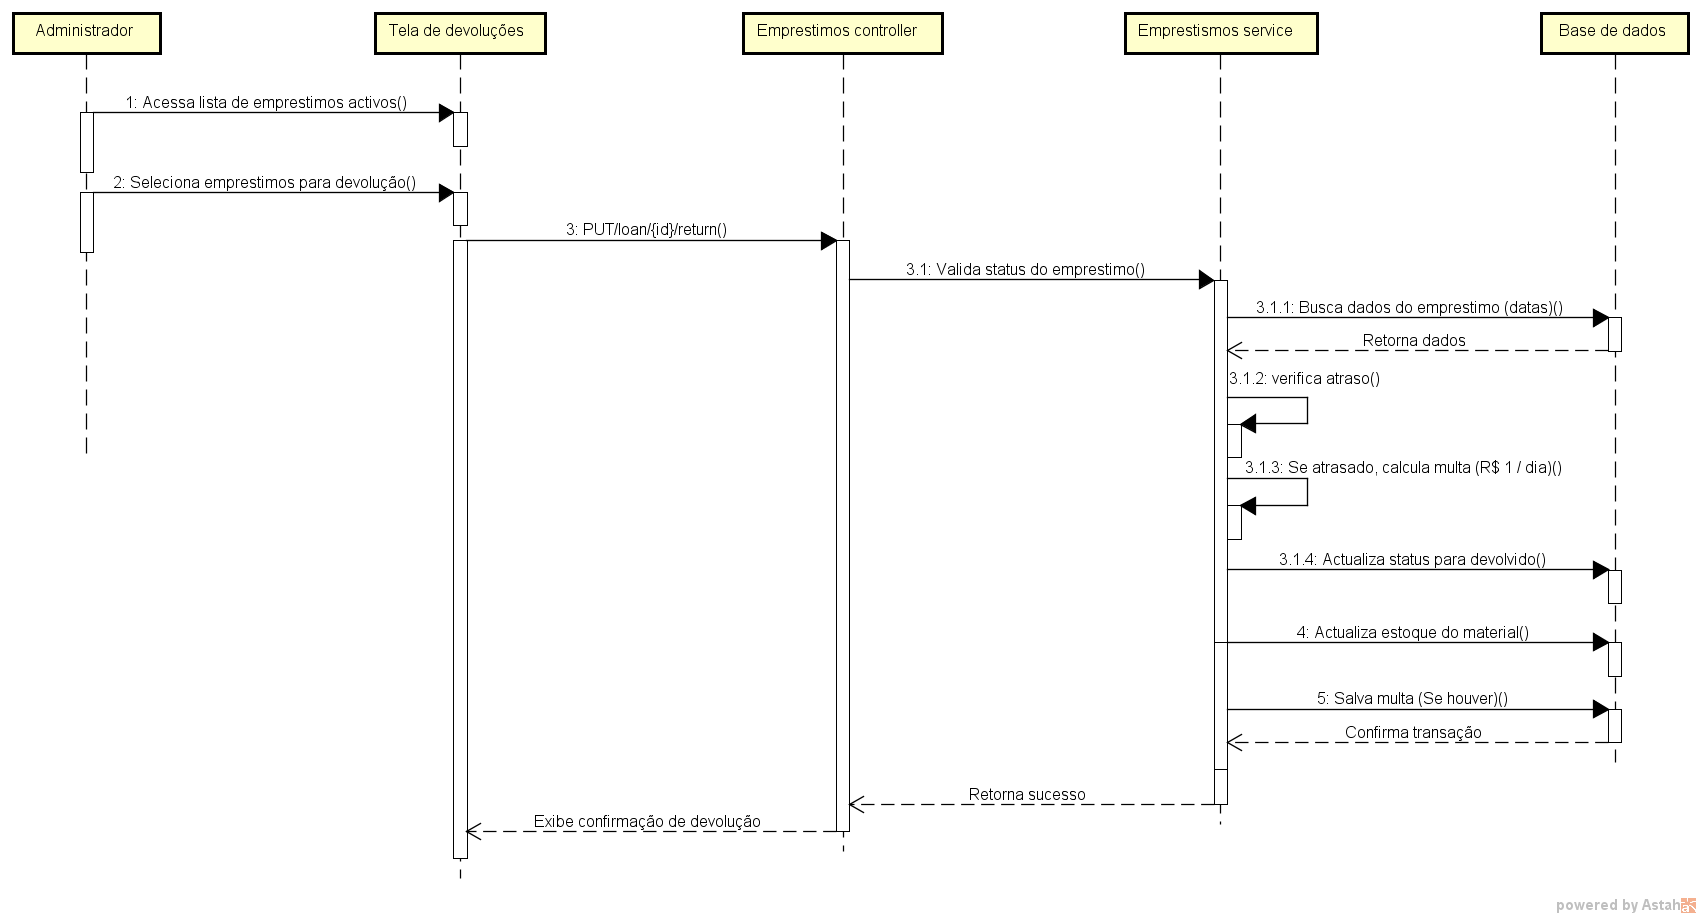 Administrador
Tela de devoluções
Emprestimos controller
Emprestismos service
Base de dados
1: Acessa lista de emprestimos activos()
2: Seleciona emprestimos para devolução()
3: PUT/loan/{id}/return()
3.1: Valida status do emprestimo()
3.1.1: Busca dados do emprestimo (datas)()
Retorna dados
3.1.2: verifica atraso()
3.1.3: Se atrasado, calcula multa (R$ 1 / dia)()
3.1.4: Actualiza status para devolvido()
4: Actualiza estoque do material()
5: Salva multa (Se houver)()
Confirma transação
Retorna sucesso
Exibe confirmação de devolução
powered by Astah